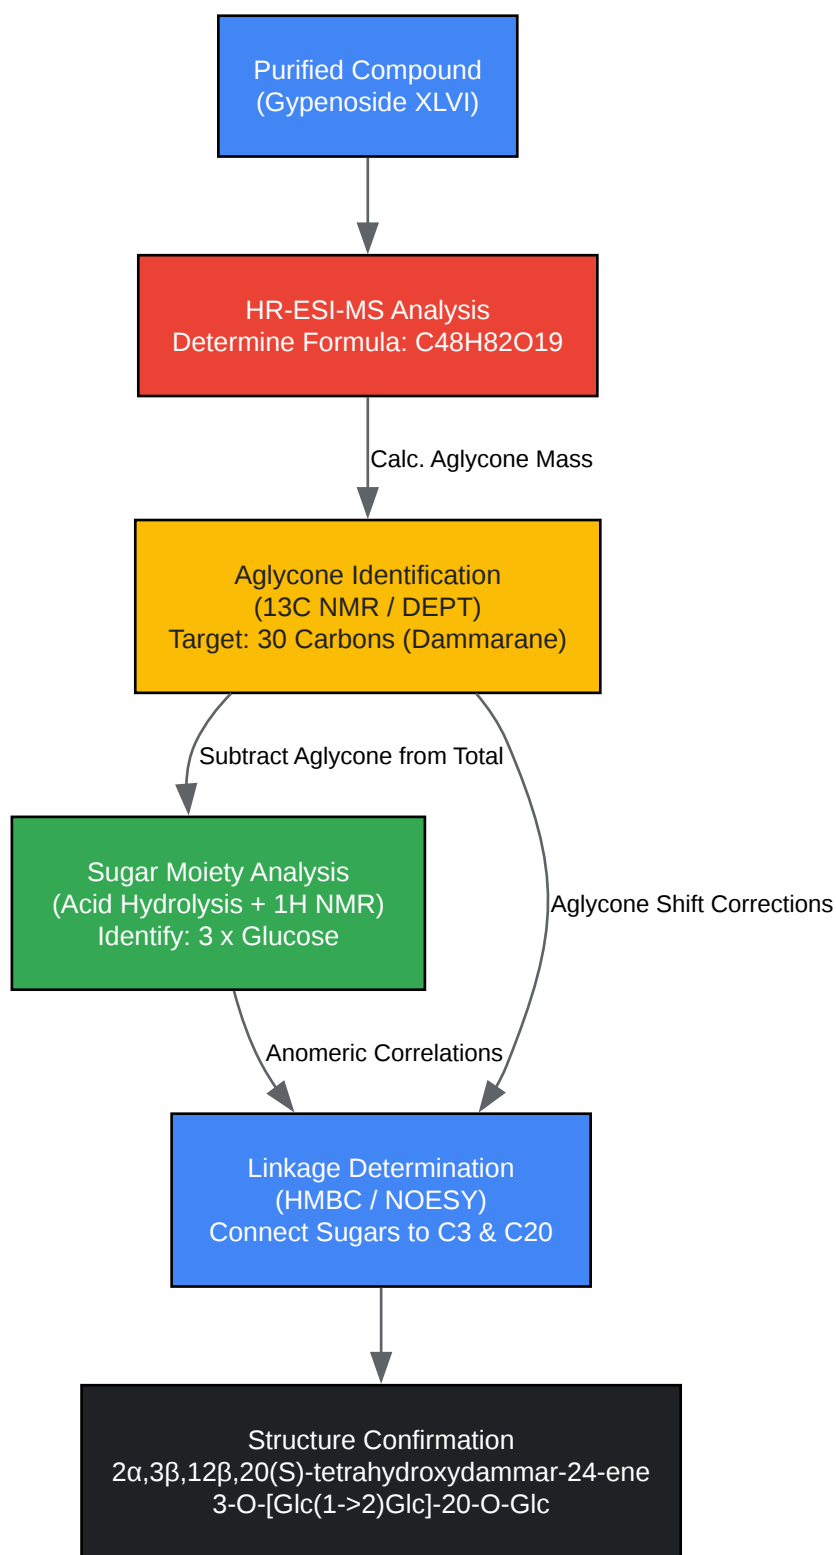 Purified Compound
(Gypenoside XLVI)
HR-ESI-MS Analysis
Determine Formula: C48H82O19
Calc. Aglycone Mass
Aglycone Identification
(13C NMR / DEPT)
Target: 30 Carbons (Dammarane)
Subtract Aglycone from Total
Sugar Moiety Analysis
(Acid Hydrolysis + 1H NMR)
Identify: 3 x Glucose
Aglycone Shift Corrections
Anomeric Correlations
Linkage Determination
(HMBC / NOESY)
Connect Sugars to C3 & C20
Structure Confirmation
2α,3β,12β,20(S)-tetrahydroxydammar-24-ene
3-O-[Glc(1->2)Glc]-20-O-Glc